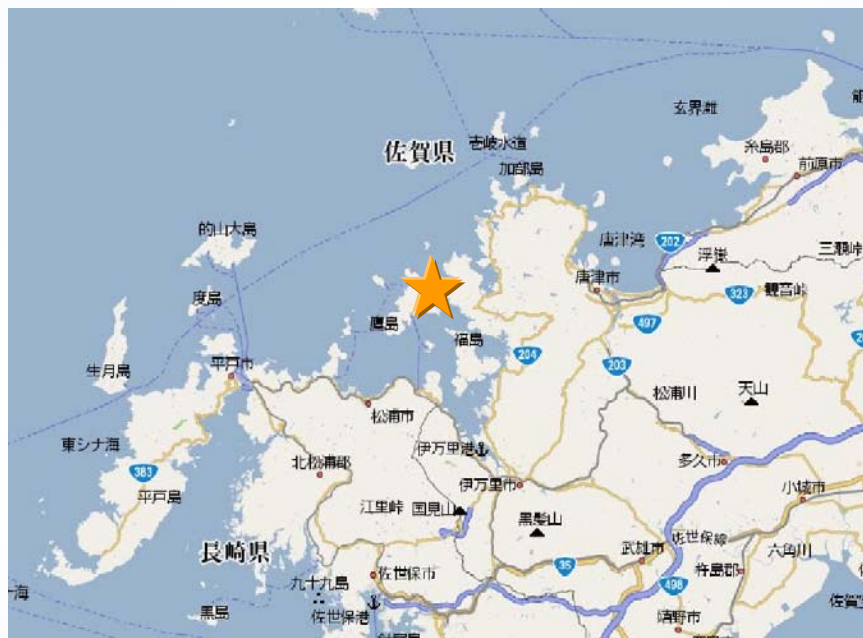 玄界灘
糸島郡
前原市
壱岐水道
佐賀県
加部島
的山大島
唐津湾
202
浮嶽
三瀬峠
唐津市
度島
鷹島
323
観音峠
497
福島
204
203
生月島
平戸市
松浦川
天山
松浦市
東シナ海
伊万里港
383
北松浦郡
多久市
平戸島
伊万里市
小城市
江里峠
国見山
黒髪山
長崎県
佐世保線
武雄市
六角川
35
佐世保市
杵島郡
九十九島
498
黒島
佐世保港
嬉野市